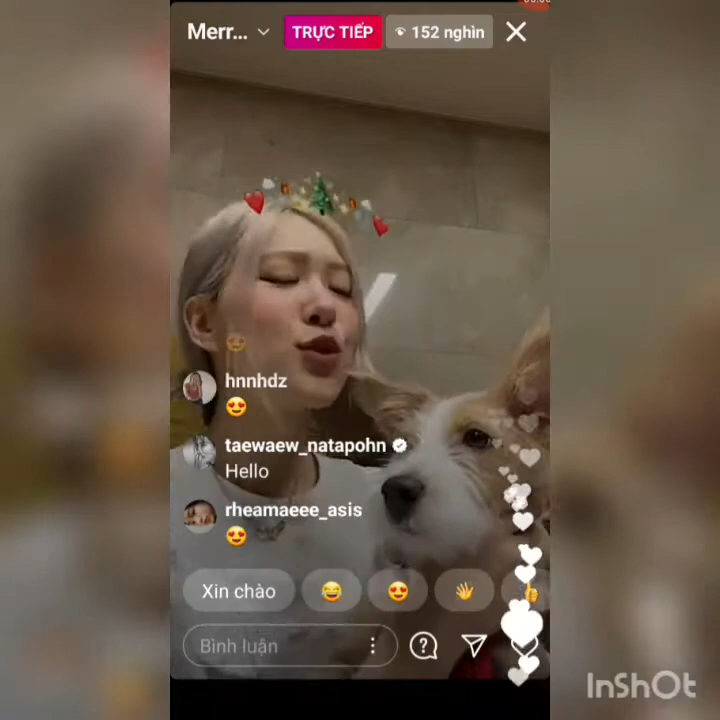 Merr...
TRỰC TIẾP
152 nghìn
hnnhdz
taewaew_natapohn
Hello
rheamaeee_asis
Xin chào
Bình luận
InShOt